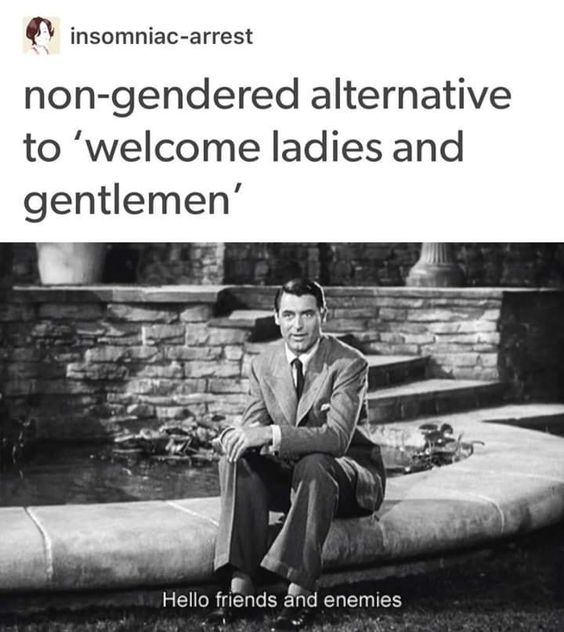 insomniac-arrest
non-gendered alternative
to ‘welcome ladies and
gentlemen’
Hello friends and enemies